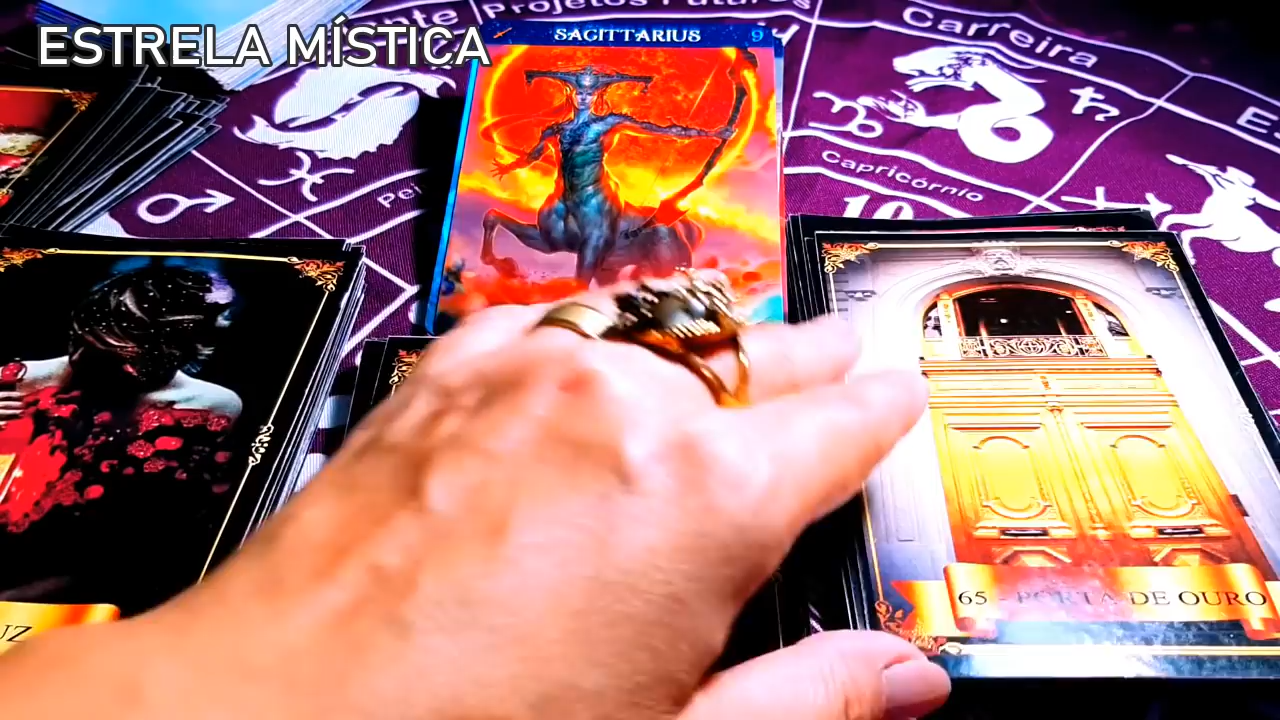 ESTRELA MÍSTICA
Projetos Futuros
Carreira
SAGITTARIUS 9
Capricórnio
10
65 - PORTA DE OURO